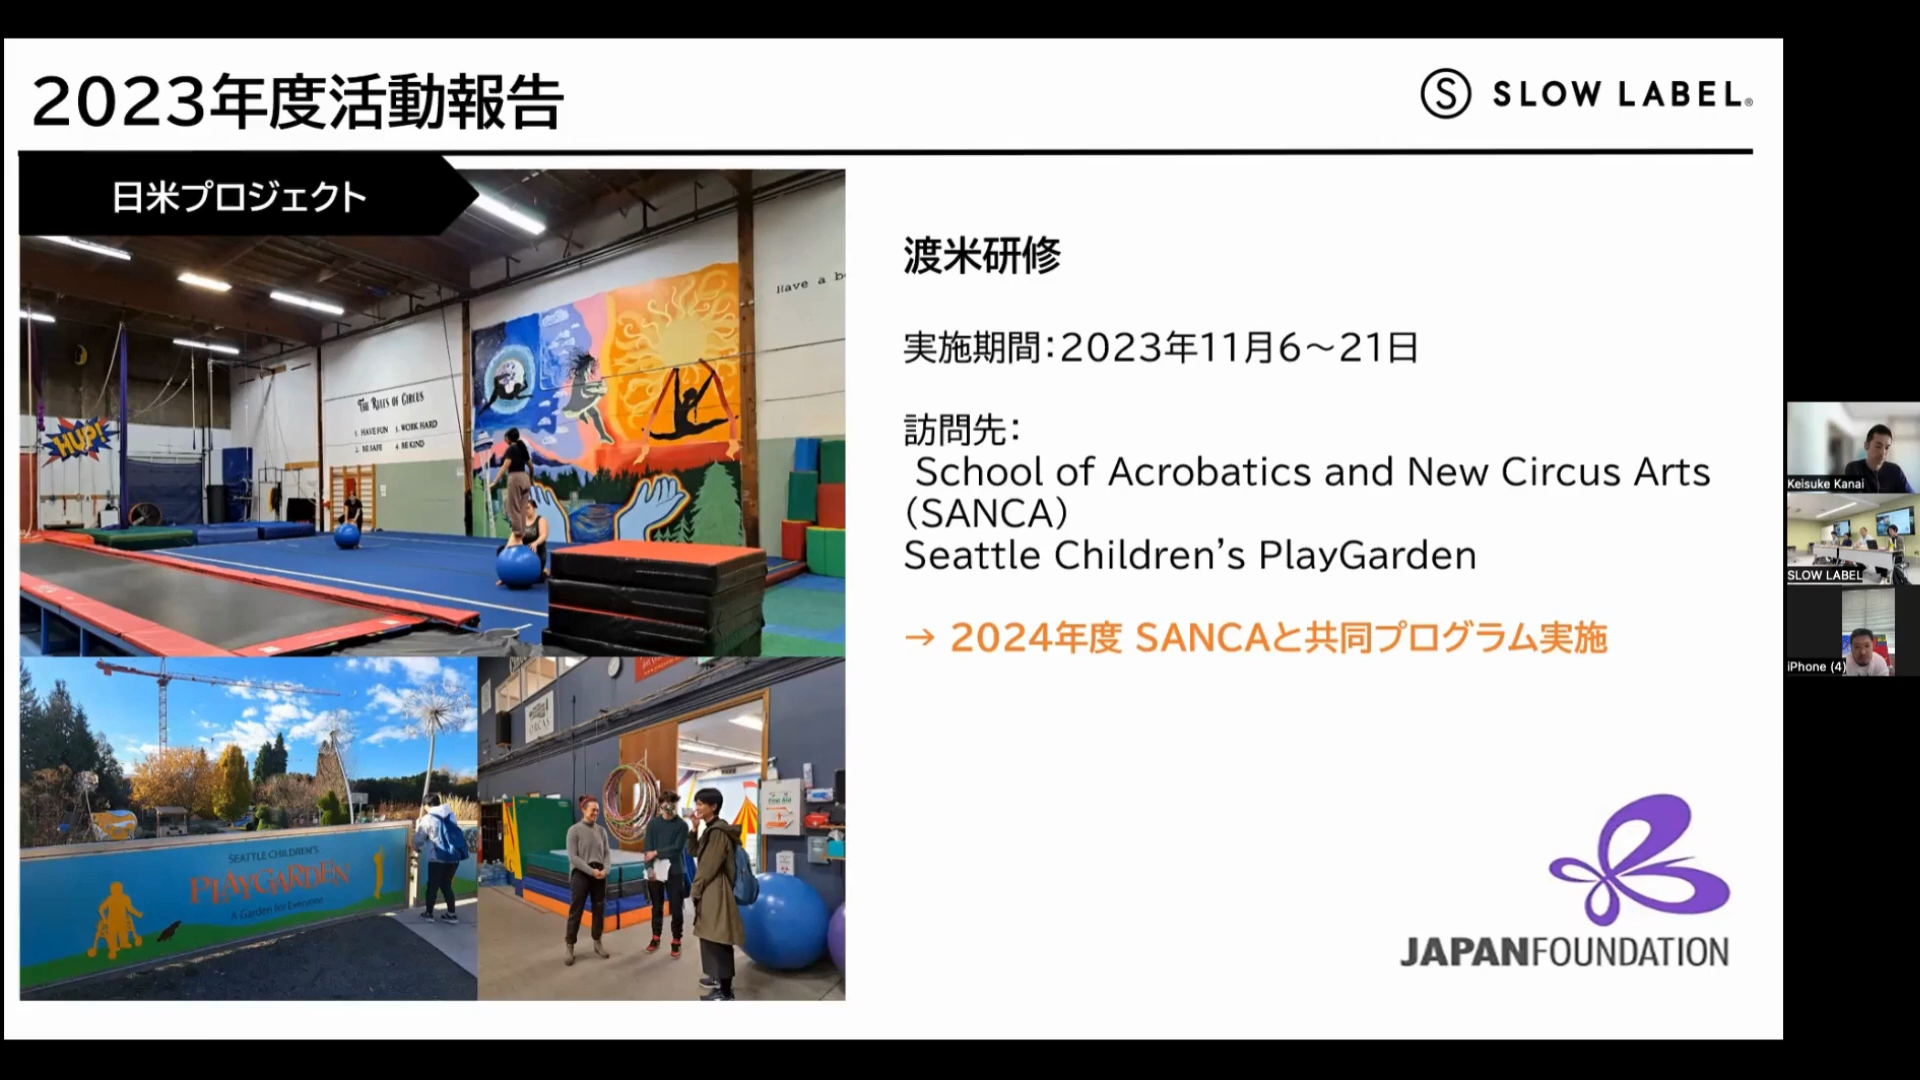 2023年度活動報告
SLOW LABEL®
日米プロジェクト
渡米研修
実施期間：2023年11月6～21日
訪問先：
School of Acrobatics and New Circus Arts
（SANCA）
Seattle Children’s PlayGarden
→ 2024年度 SANCAと共同プログラム実施
JAPANFOUNDATION
Have a b
THE RULES OF CIRCUS
1. HAVE FUN 3. WORK HARD
2. BE SAFE 4. BE KIND
HUP!
SEATTLE CHILDREN'S
PLAYGARDEN
A Garden for Everyone
ORCAS
First Aid
Keisuke Kanai
SLOW LABEL
iPhone (4)